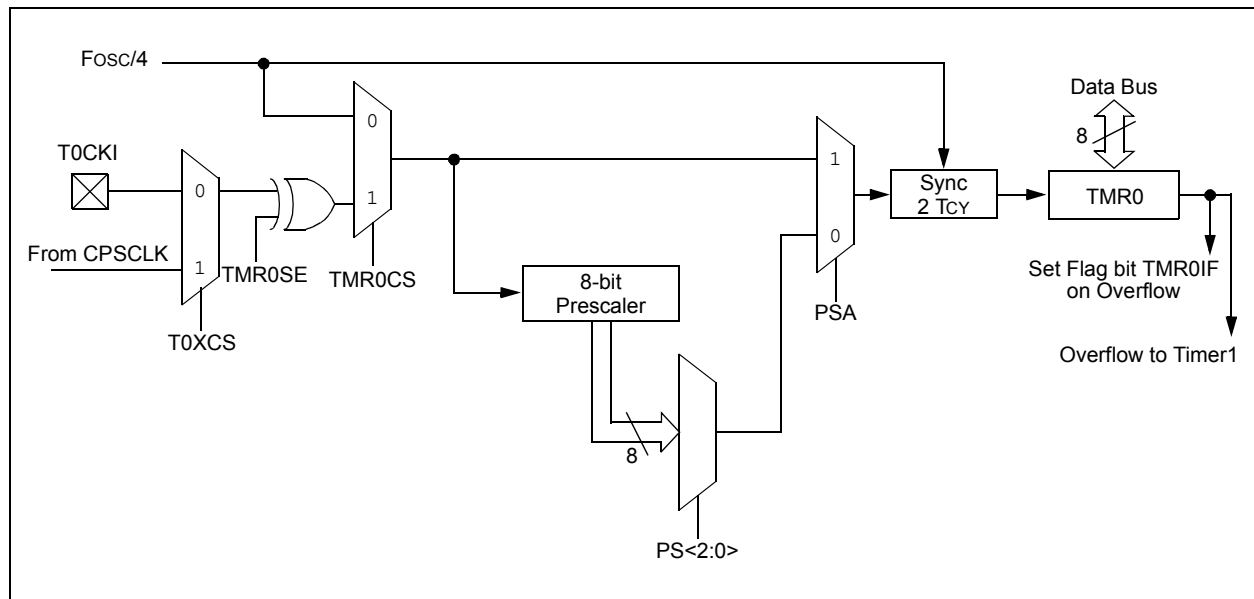 FOSC/4
Data Bus
8
0
T0CKI
0
1
1
Sync
2 TCY
TMR0
From CPSCLK
1
TMR0SE
TMR0CS
0
8-bit
Prescaler
PSA
Set Flag bit TMR0IF
on Overflow
T0XCS
Overflow to Timer1
8
PS<2:0>